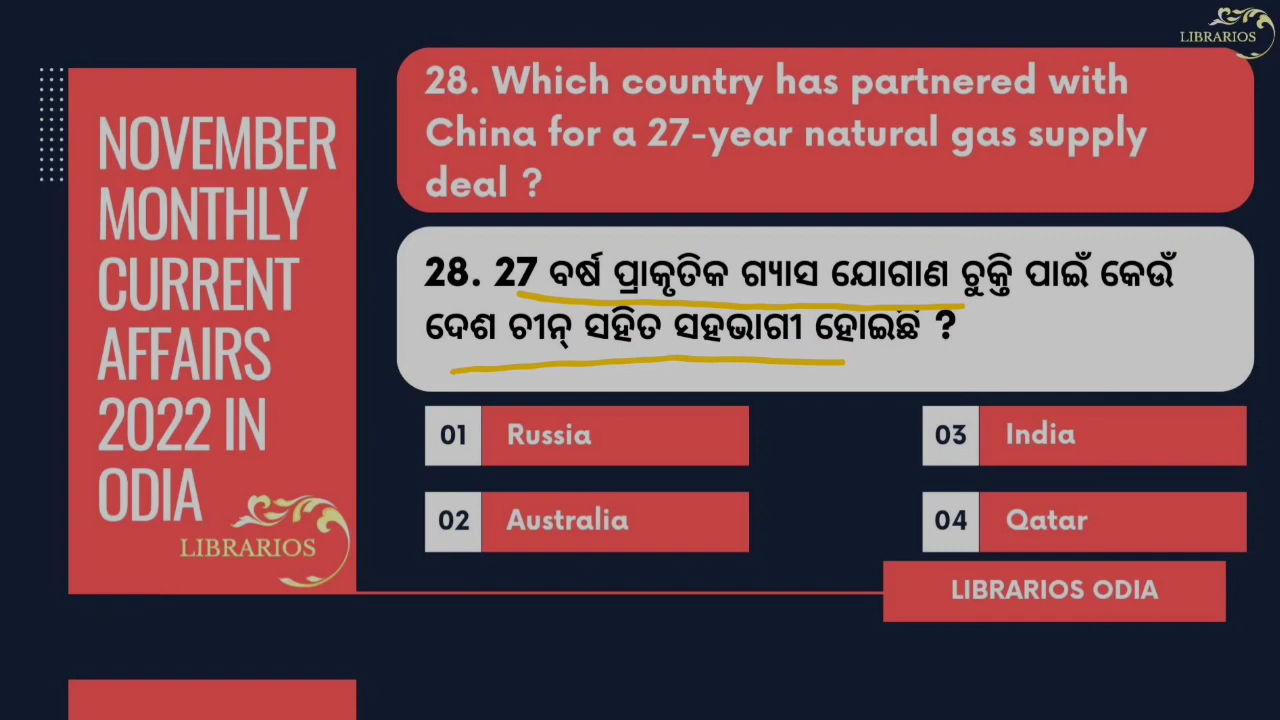 LIBRARIOS
NOVEMBER
MONTHLY
CURRENT
AFFAIRS
2022 IN
ODIA
LIBRARIOS
28. Which country has partnered with
China for a 27-year natural gas supply
deal ?
28. 27 ବର୍ଷ ପ୍ରାକୃତିକ ଗ୍ୟାସ ଯୋଗାଣ ଚୁକ୍ତି ପାଇଁ କେଉଁ
ଦେଶ ଚୀନ୍ ସହିତ ସହଭାଗୀ ହୋଇଛି ?
01 Russia
02 Australia
03 India
04 Qatar
LIBRARIOS ODIA